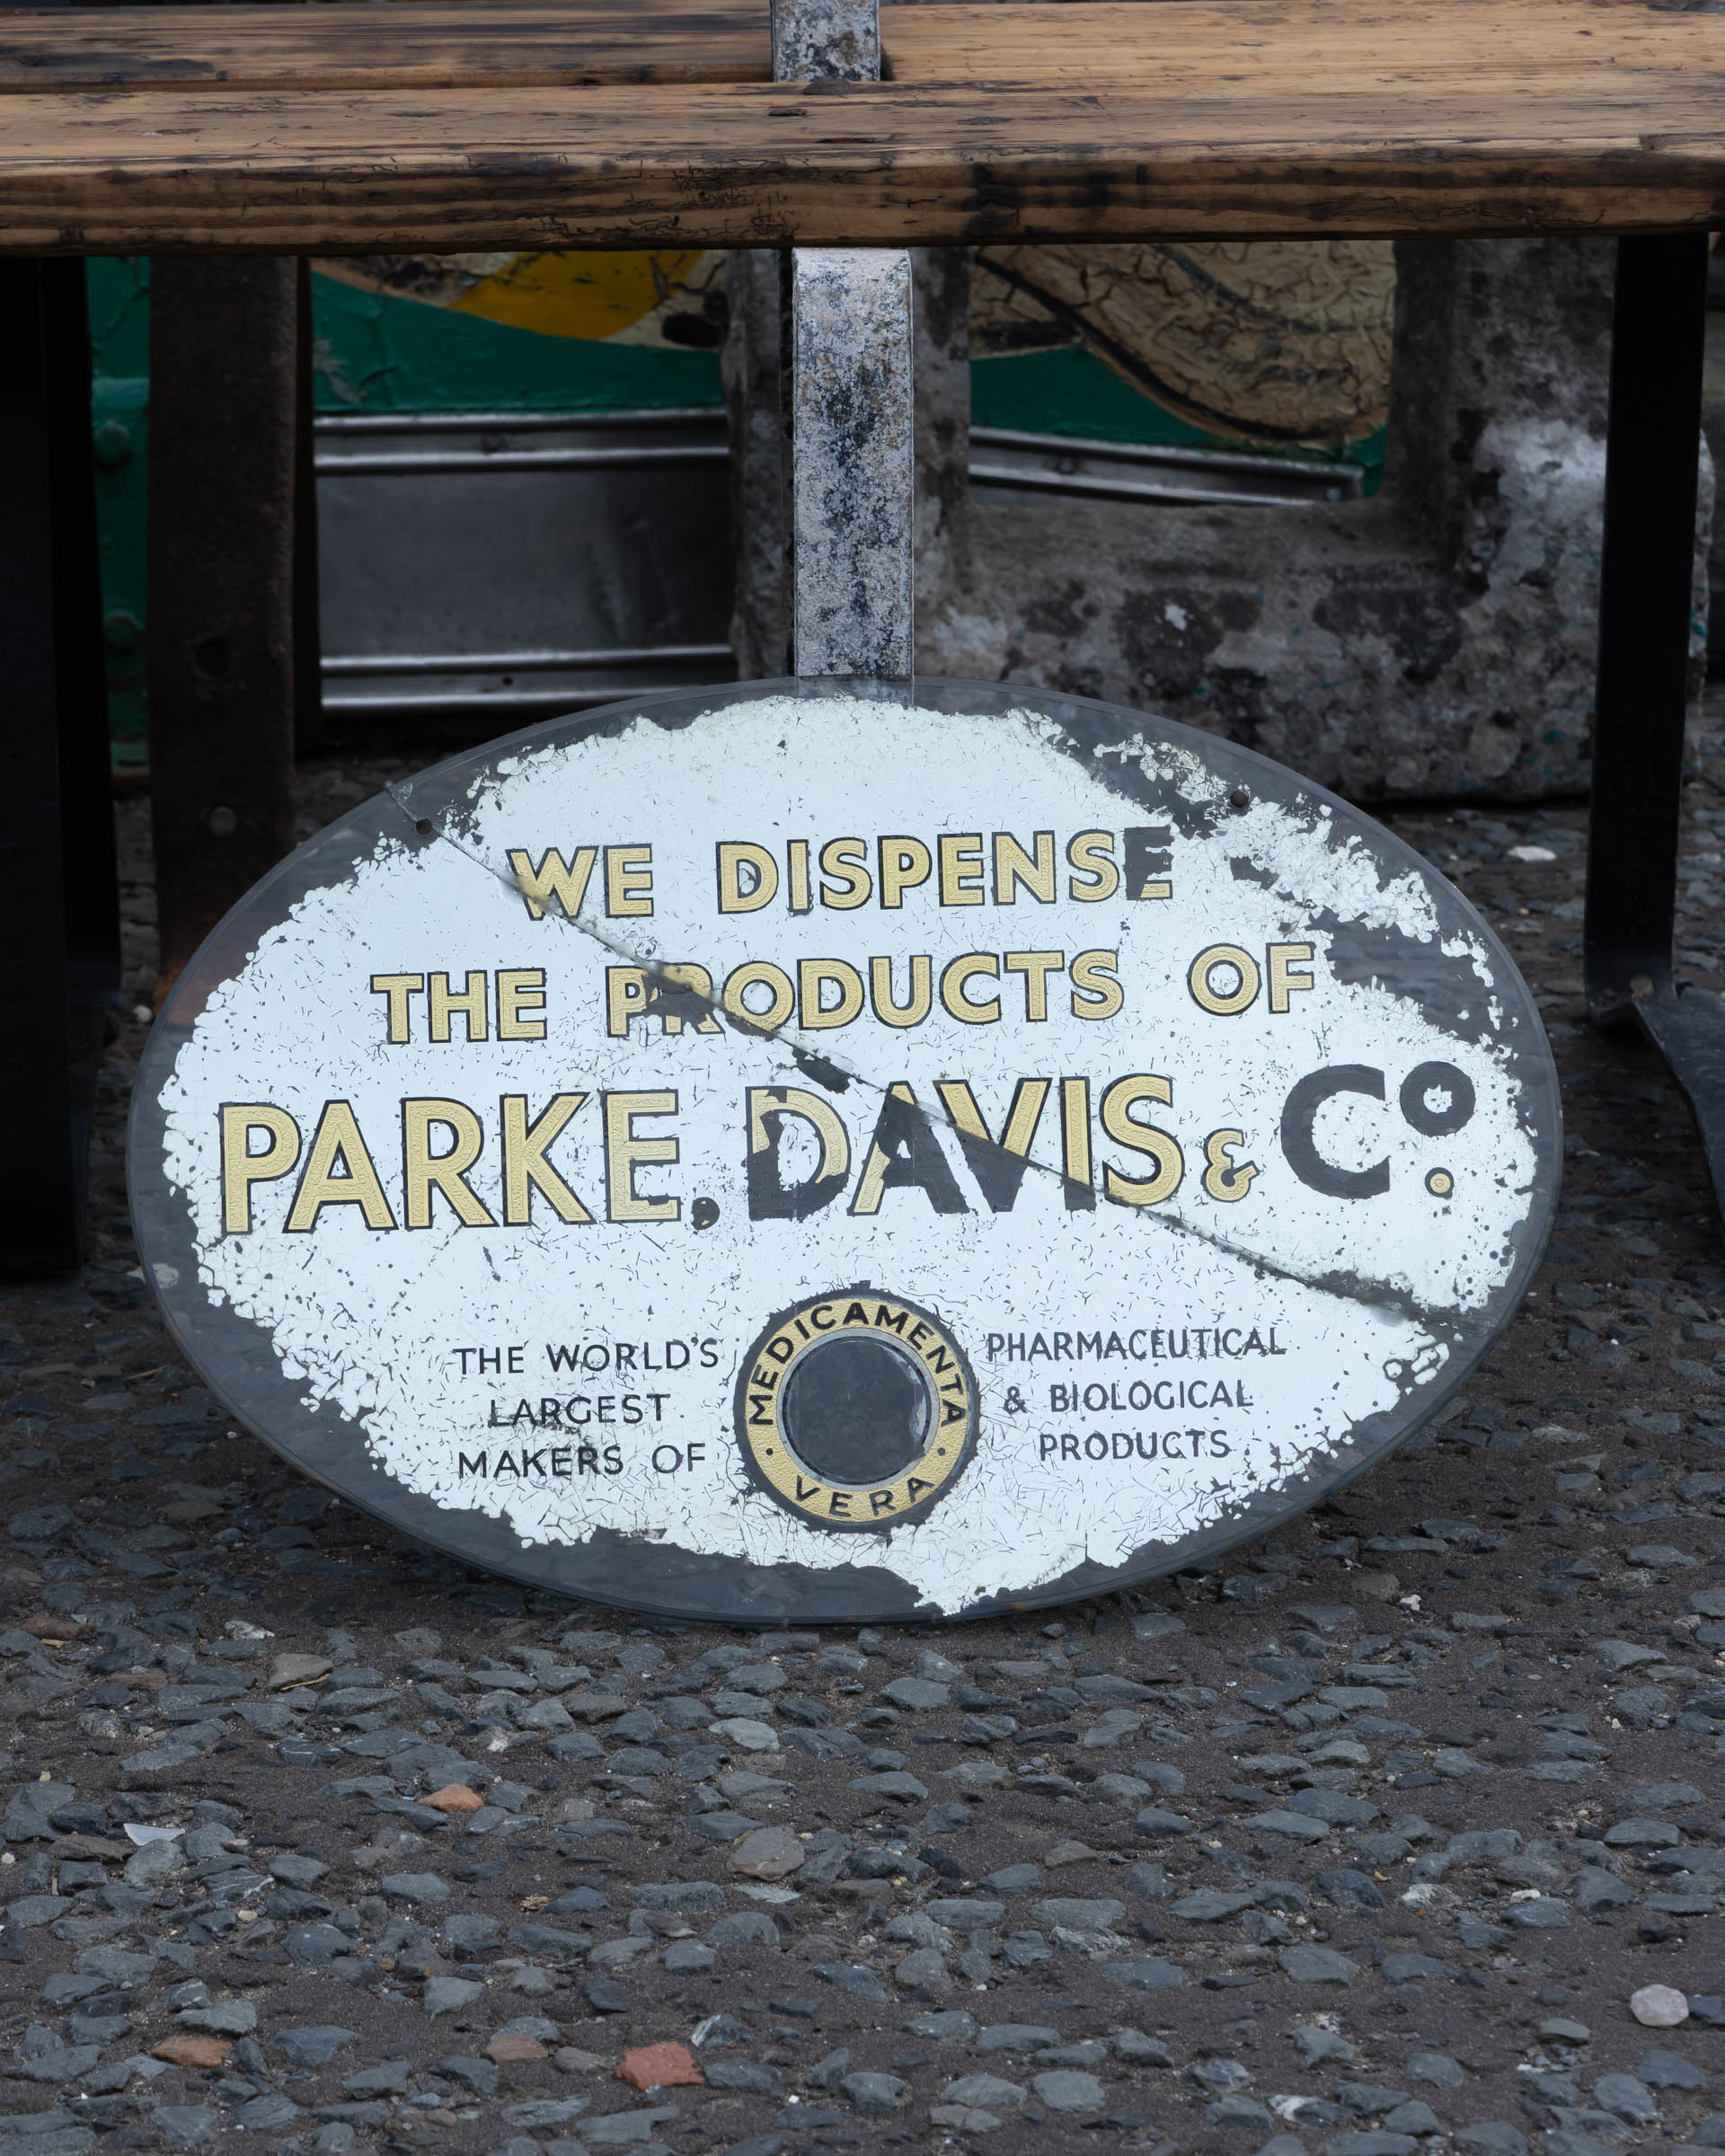 WE DISPENSE
THE PRODUCTS OF
PARKE, DAVIS & Cº.
THE WORLD'S
LARGEST
MAKERS OF
MEDICAMENTA
· VERA ·
PHARMACEUTICAL
& BIOLOGICAL
PRODUCTS